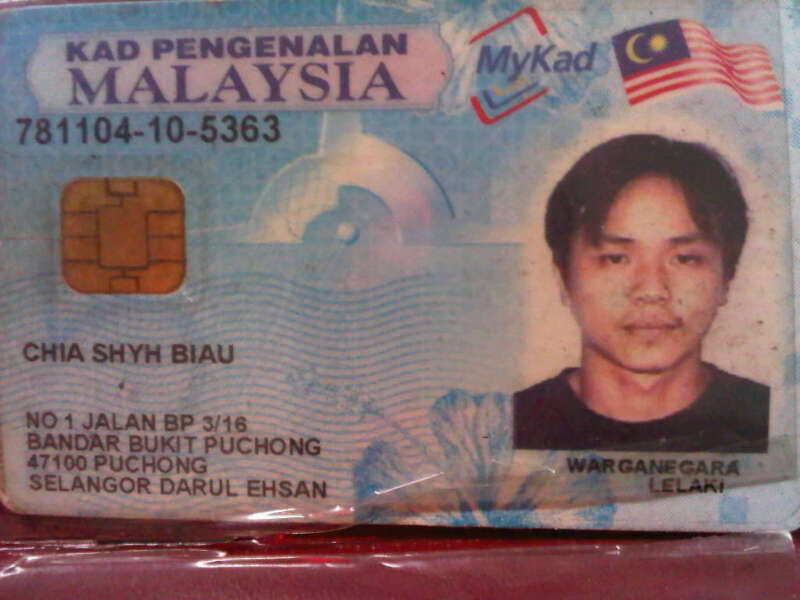 KAD PENGENALAN
MALAYSIA
MyKad
781104-10-5363
CHIA SHYH BIAU
NO 1 JALAN BP 3/16
BANDAR BUKIT PUCHONG
47100 PUCHONG
SELANGOR DARUL EHSAN
WARGANEGARA
LELAKI